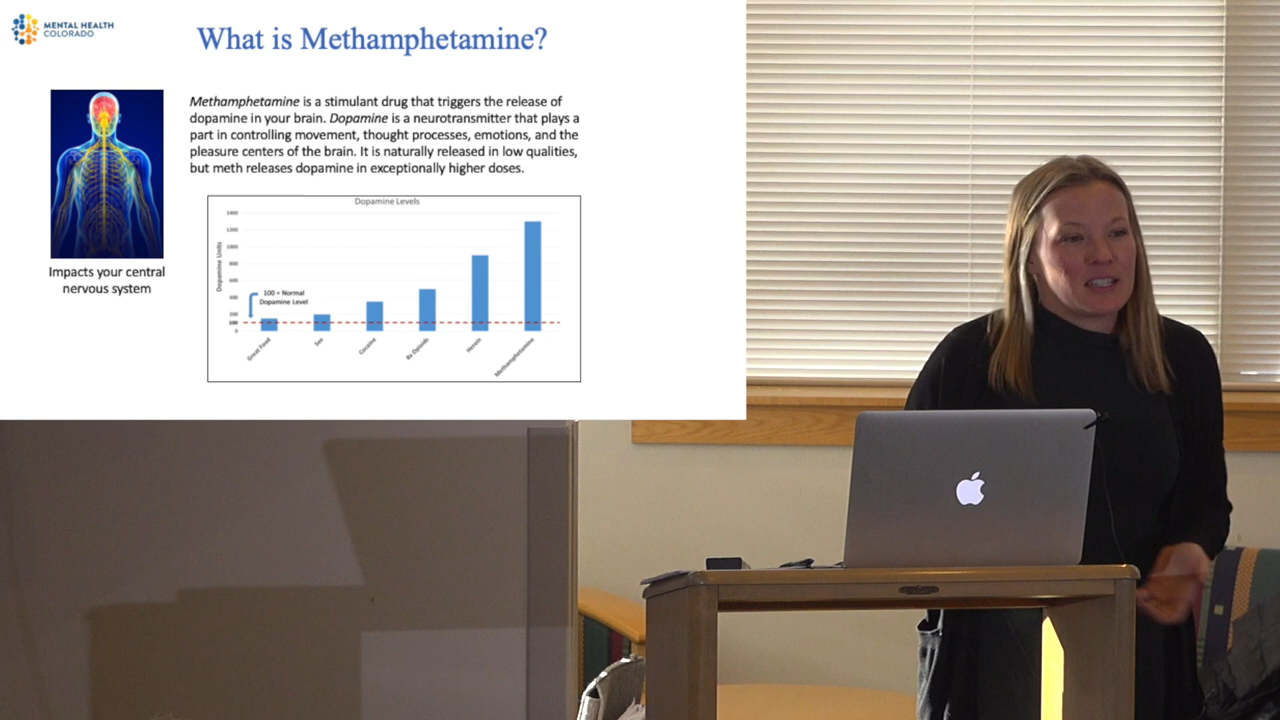 MENTAL HEALTH
COLORADO
What is Methamphetamine?
Methamphetamine is a stimulant drug that triggers the release of
dopamine in your brain. Dopamine is a neurotransmitter that plays a
part in controlling movement, thought processes, emotions, and the
pleasure centers of the brain. It is naturally released in low qualities,
but meth releases dopamine in exceptionally higher doses.
Impacts your central
nervous system
Dopamine Levels
Dopamine Units
1400
1200
1000
800
600
400
200
100
0
100 = Normal
Dopamine Level
Great Food
Sex
Cocaine
Rx Opioids
Heroin
Methamphetamine